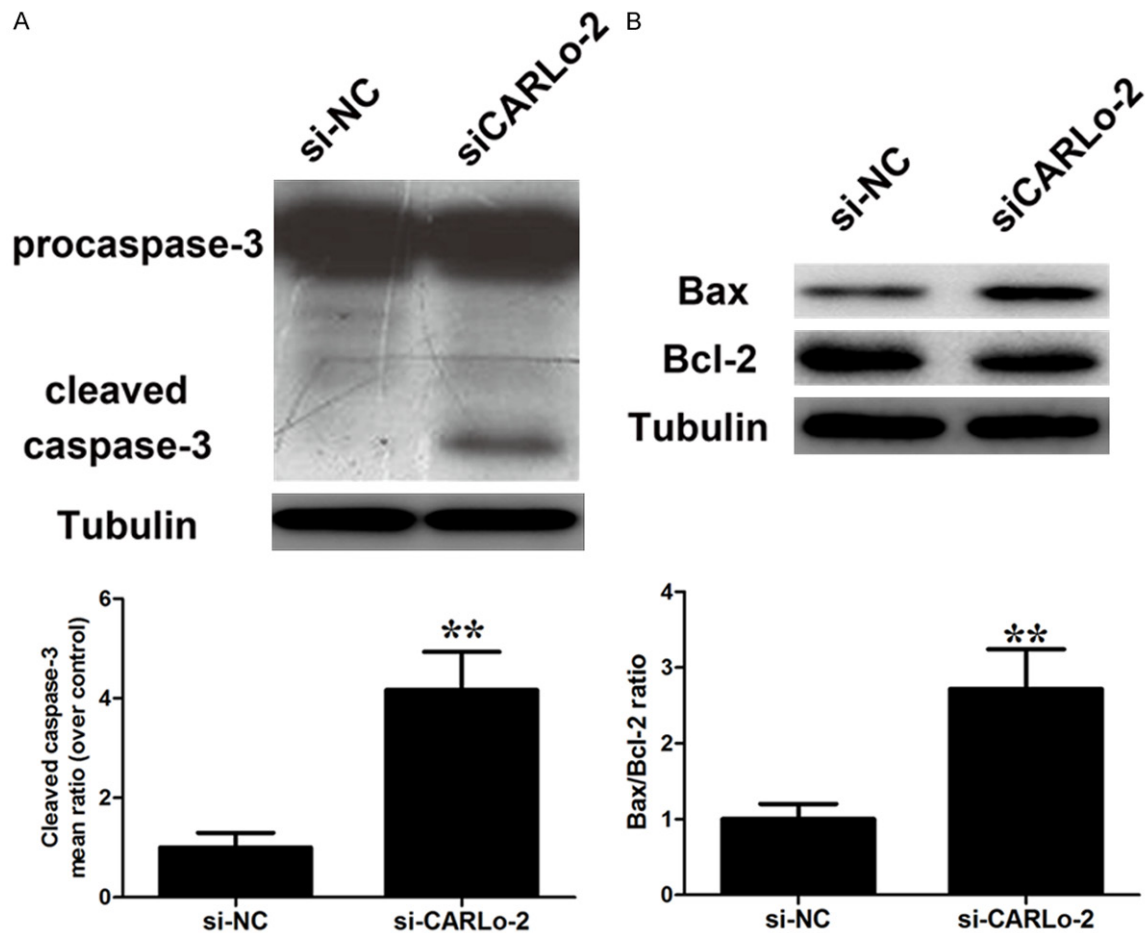 A
si-NC
siCARLo-2
procaspase-3
cleaved
caspase-3
Tubulin
6
4
2
0
Cleaved caspase-3
mean ratio (over control)
**
si-NC
si-CARLo-2
B
si-NC
siCARLo-2
Bax
Bcl-2
Tubulin
4
3
2
1
0
Bax/Bcl-2 ratio
**
si-NC
si-CARLo-2